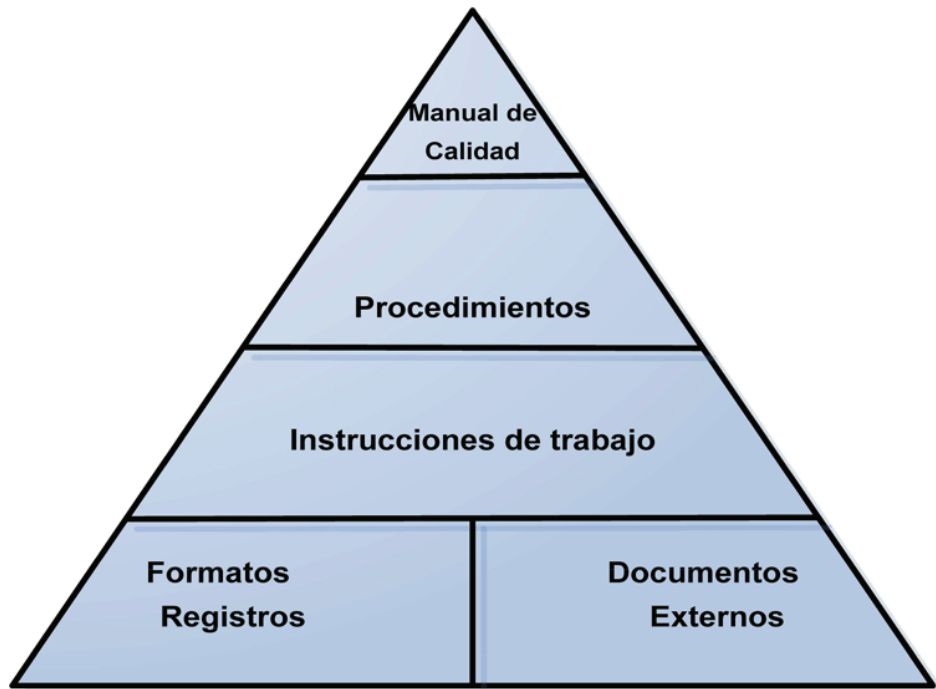 Manual de
Calidad
Procedimientos
Instrucciones de trabajo
Formatos
Registros
Documentos
Externos